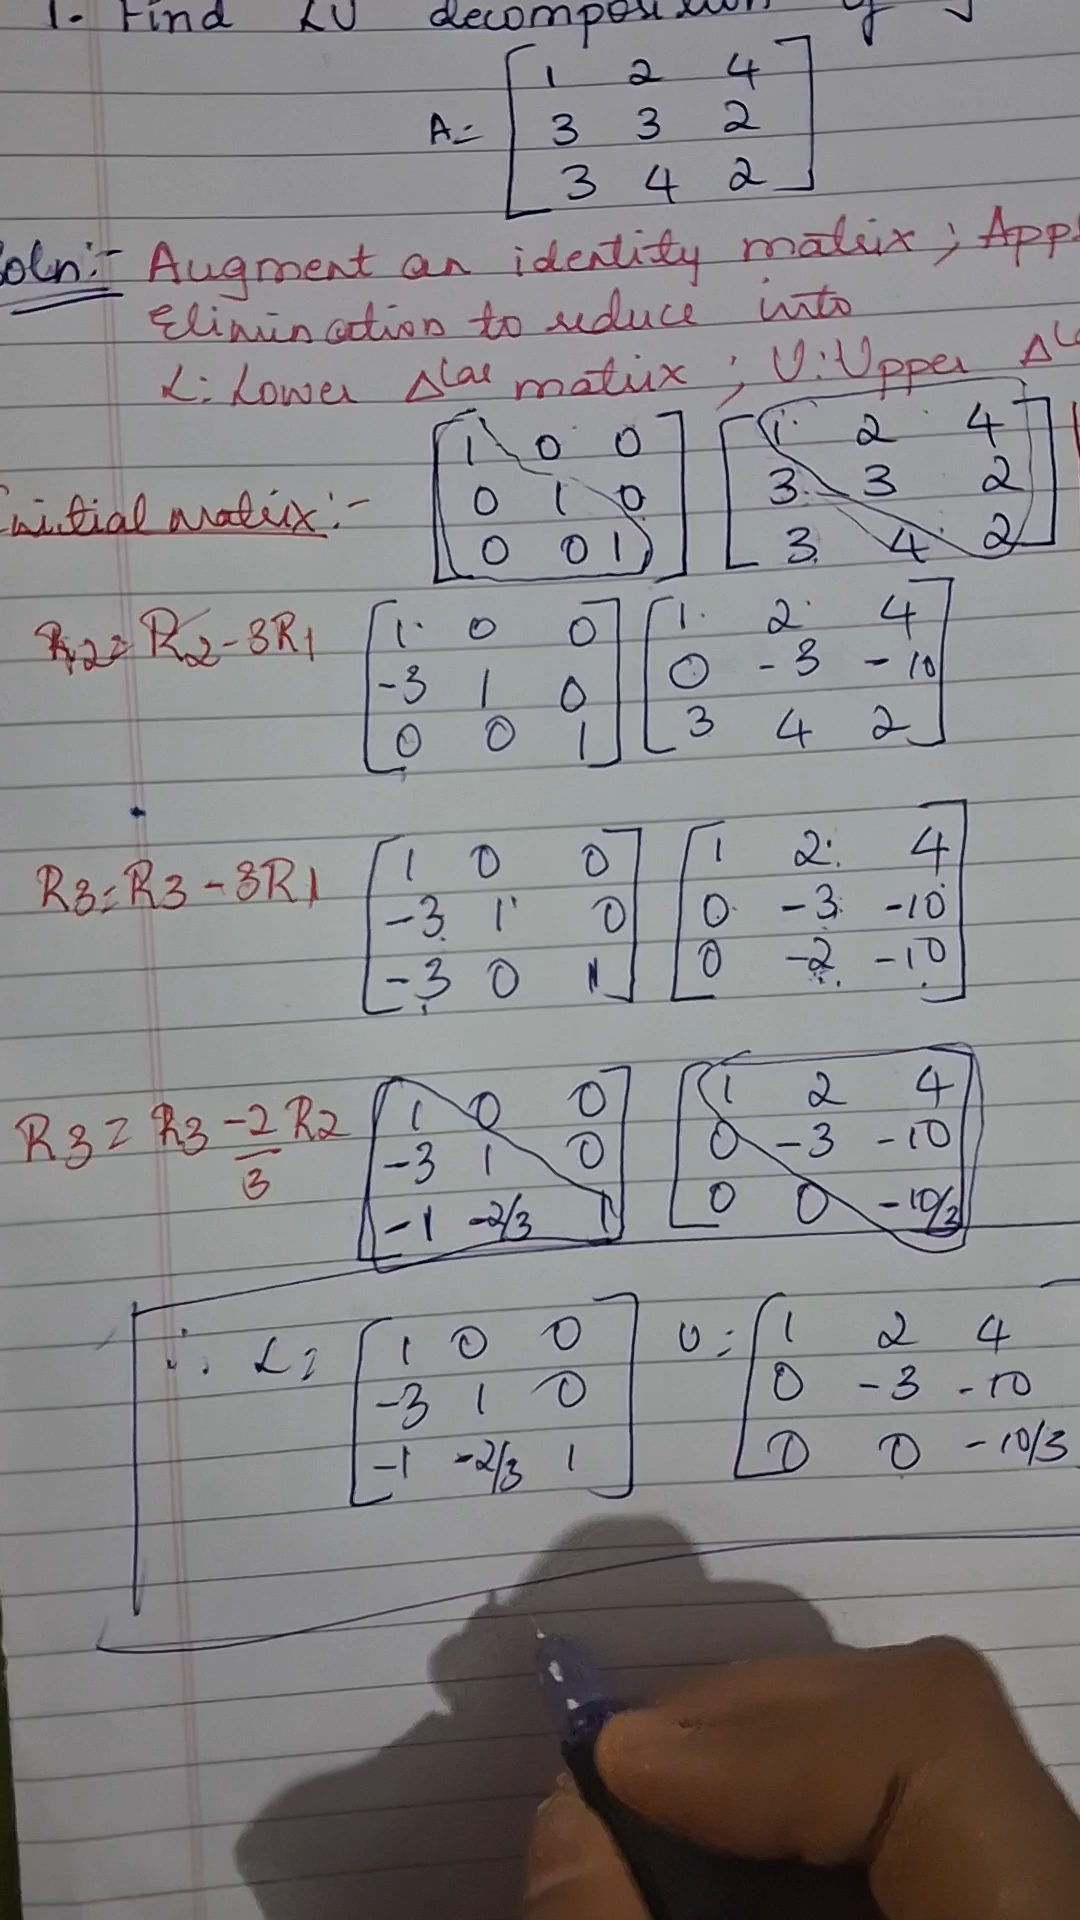 1. Find LU decomposition of
A = [1 2 4
3 3 2
3 4 2]
Soln:- Augment an identity matrix ; App
Elimination to reduce into
L: Lower Δlar matrix ; U: Upper Δla
Initial matrix :- [1 0 0 [1 2 4
0 1 0 3 3 2
0 0 1] 3 4 2]
R2 = R2 - 3R1 [1 0 0 [1 2 4
-3 1 0 0 -3 -10
0 0 1] 3 4 2]
R3 = R3 - 3R1 [1 0 0 [1 2 4
-3 1 0 0 -3 -10
-3 0 1] 0 -2 -10]
R3 = R3 -2/3 R2 [1 0 0 [1 2 4
-3 1 0 0 -3 -10
-1 -2/3 1] 0 0 -10/3]
∴ L = [1 0 0 U = [1 2 4
-3 1 0 0 -3 -10
-1 -2/3 1] 0 0 -10/3